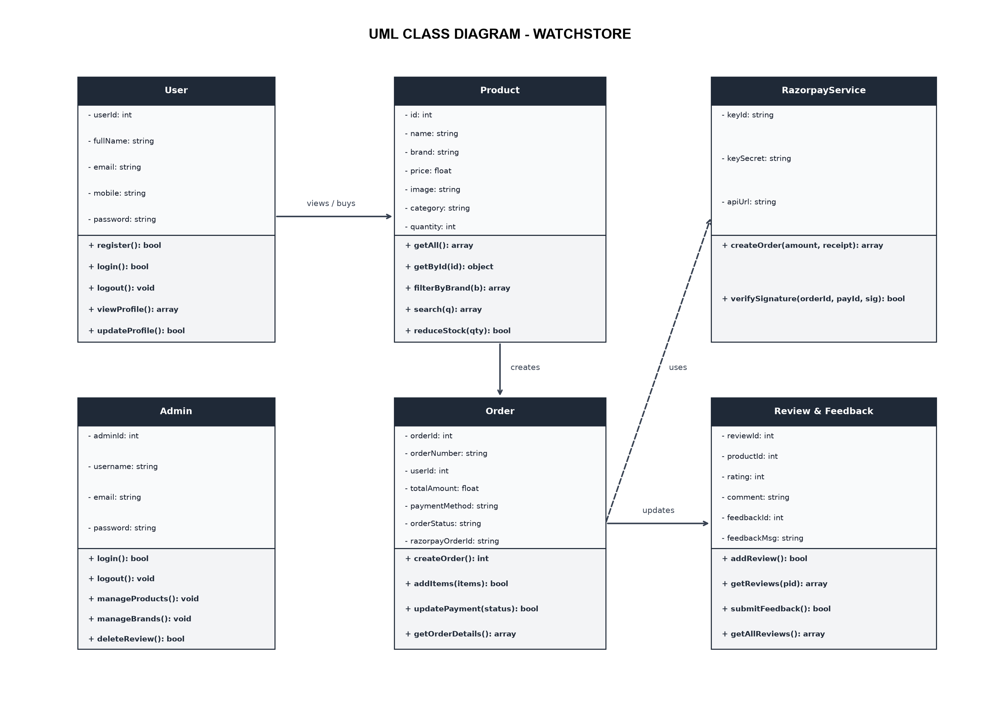 UML CLASS DIAGRAM - WATCHSTORE
User
- userId: int
- fullName: string
- email: string
- mobile: string
- password: string
+ register(): bool
+ login(): bool
+ logout(): void
+ viewProfile(): array
+ updateProfile(): bool
views / buys
Product
- id: int
- name: string
- brand: string
- price: float
- image: string
- category: string
- quantity: int
+ getAll(): array
+ getById(id): object
+ filterByBrand(b): array
+ search(q): array
+ reduceStock(qty): bool
RazorpayService
- keyId: string
- keySecret: string
- apiUrl: string
+ createOrder(amount, receipt): array
+ verifySignature(orderId, payId, sig): bool
creates
uses
Admin
- adminId: int
- username: string
- email: string
- password: string
+ login(): bool
+ logout(): void
+ manageProducts(): void
+ manageBrands(): void
+ deleteReview(): bool
Order
- orderId: int
- orderNumber: string
- userId: int
- totalAmount: float
- paymentMethod: string
- orderStatus: string
- razorpayOrderId: string
+ createOrder(): int
+ addItems(items): bool
+ updatePayment(status): bool
+ getOrderDetails(): array
updates
Review & Feedback
- reviewId: int
- productId: int
- rating: int
- comment: string
- feedbackId: int
- feedbackMsg: string
+ addReview(): bool
+ getReviews(pid): array
+ submitFeedback(): bool
+ getAllReviews(): array